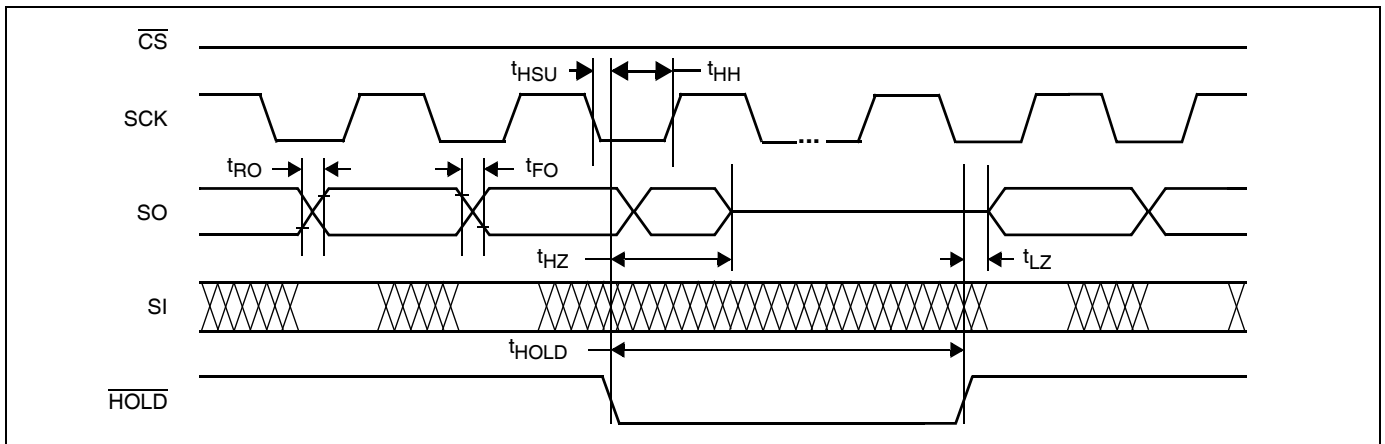 CS
tHSU tHH
SCK
...
tRO tFO
SO
tHZ tLZ
SI
tHOLD
HOLD